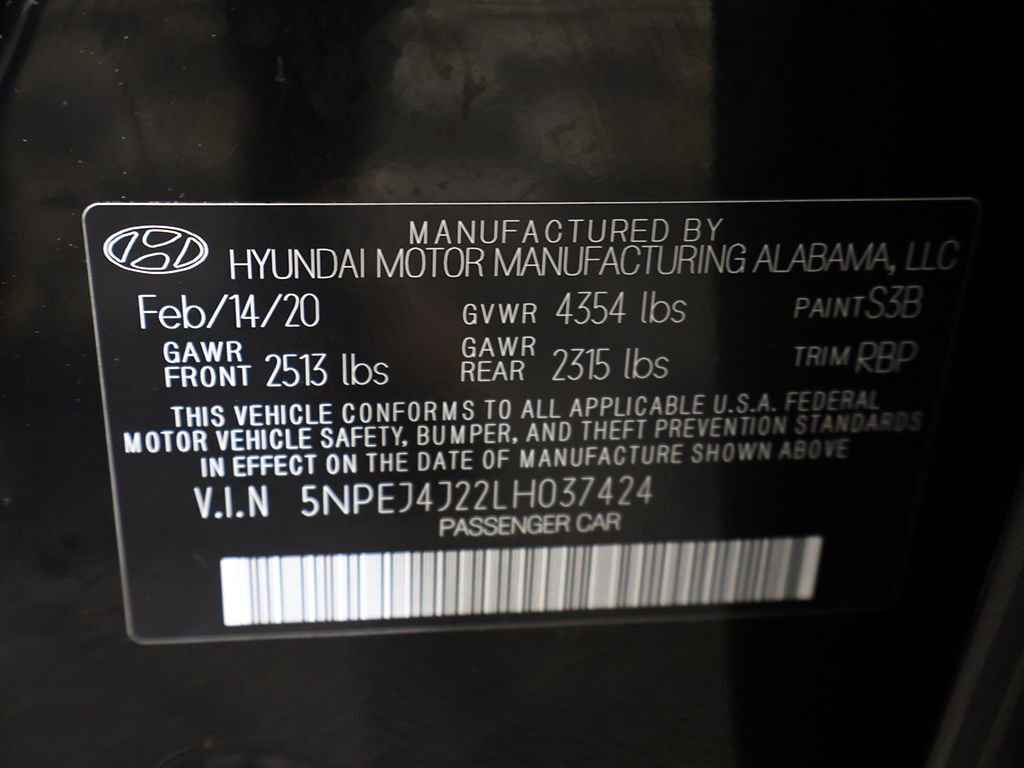 MANUFACTURED BY
HYUNDAI MOTOR MANUFACTURING ALABAMA, LLC
Feb/14/20 GVWR 4354 lbs PAINT S3B
GAWR FRONT 2513 lbs GAWR REAR 2315 lbs TRIM RBP
THIS VEHICLE CONFORMS TO ALL APPLICABLE U.S.A. FEDERAL
MOTOR VEHICLE SAFETY, BUMPER, AND THEFT PREVENTION STANDARDS
IN EFFECT ON THE DATE OF MANUFACTURE SHOWN ABOVE
V.I.N 5NPEJ4J22LH037424
PASSENGER CAR